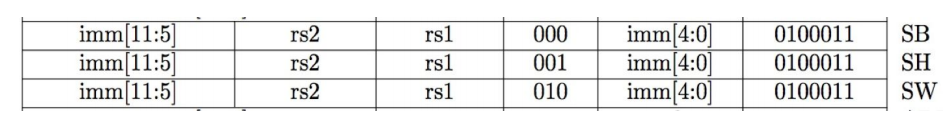 imm[11:5] rs2 rs1 000 imm[4:0] 0100011 SB
imm[11:5] rs2 rs1 001 imm[4:0] 0100011 SH
imm[11:5] rs2 rs1 010 imm[4:0] 0100011 SW